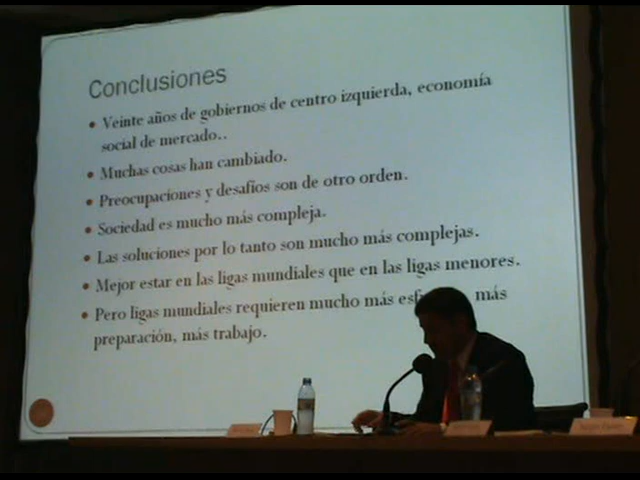 Conclusiones
• Veinte años de gobiernos de centro izquierda, economía
social de mercado..
• Muchas cosas han cambiado.
• Preocupaciones y desafíos son de otro orden.
• Sociedad es mucho más compleja.
• Las soluciones por lo tanto son mucho más complejas.
• Mejor estar en las ligas mundiales que en las ligas menores.
• Pero ligas mundiales requieren mucho más más
preparación, más trabajo.